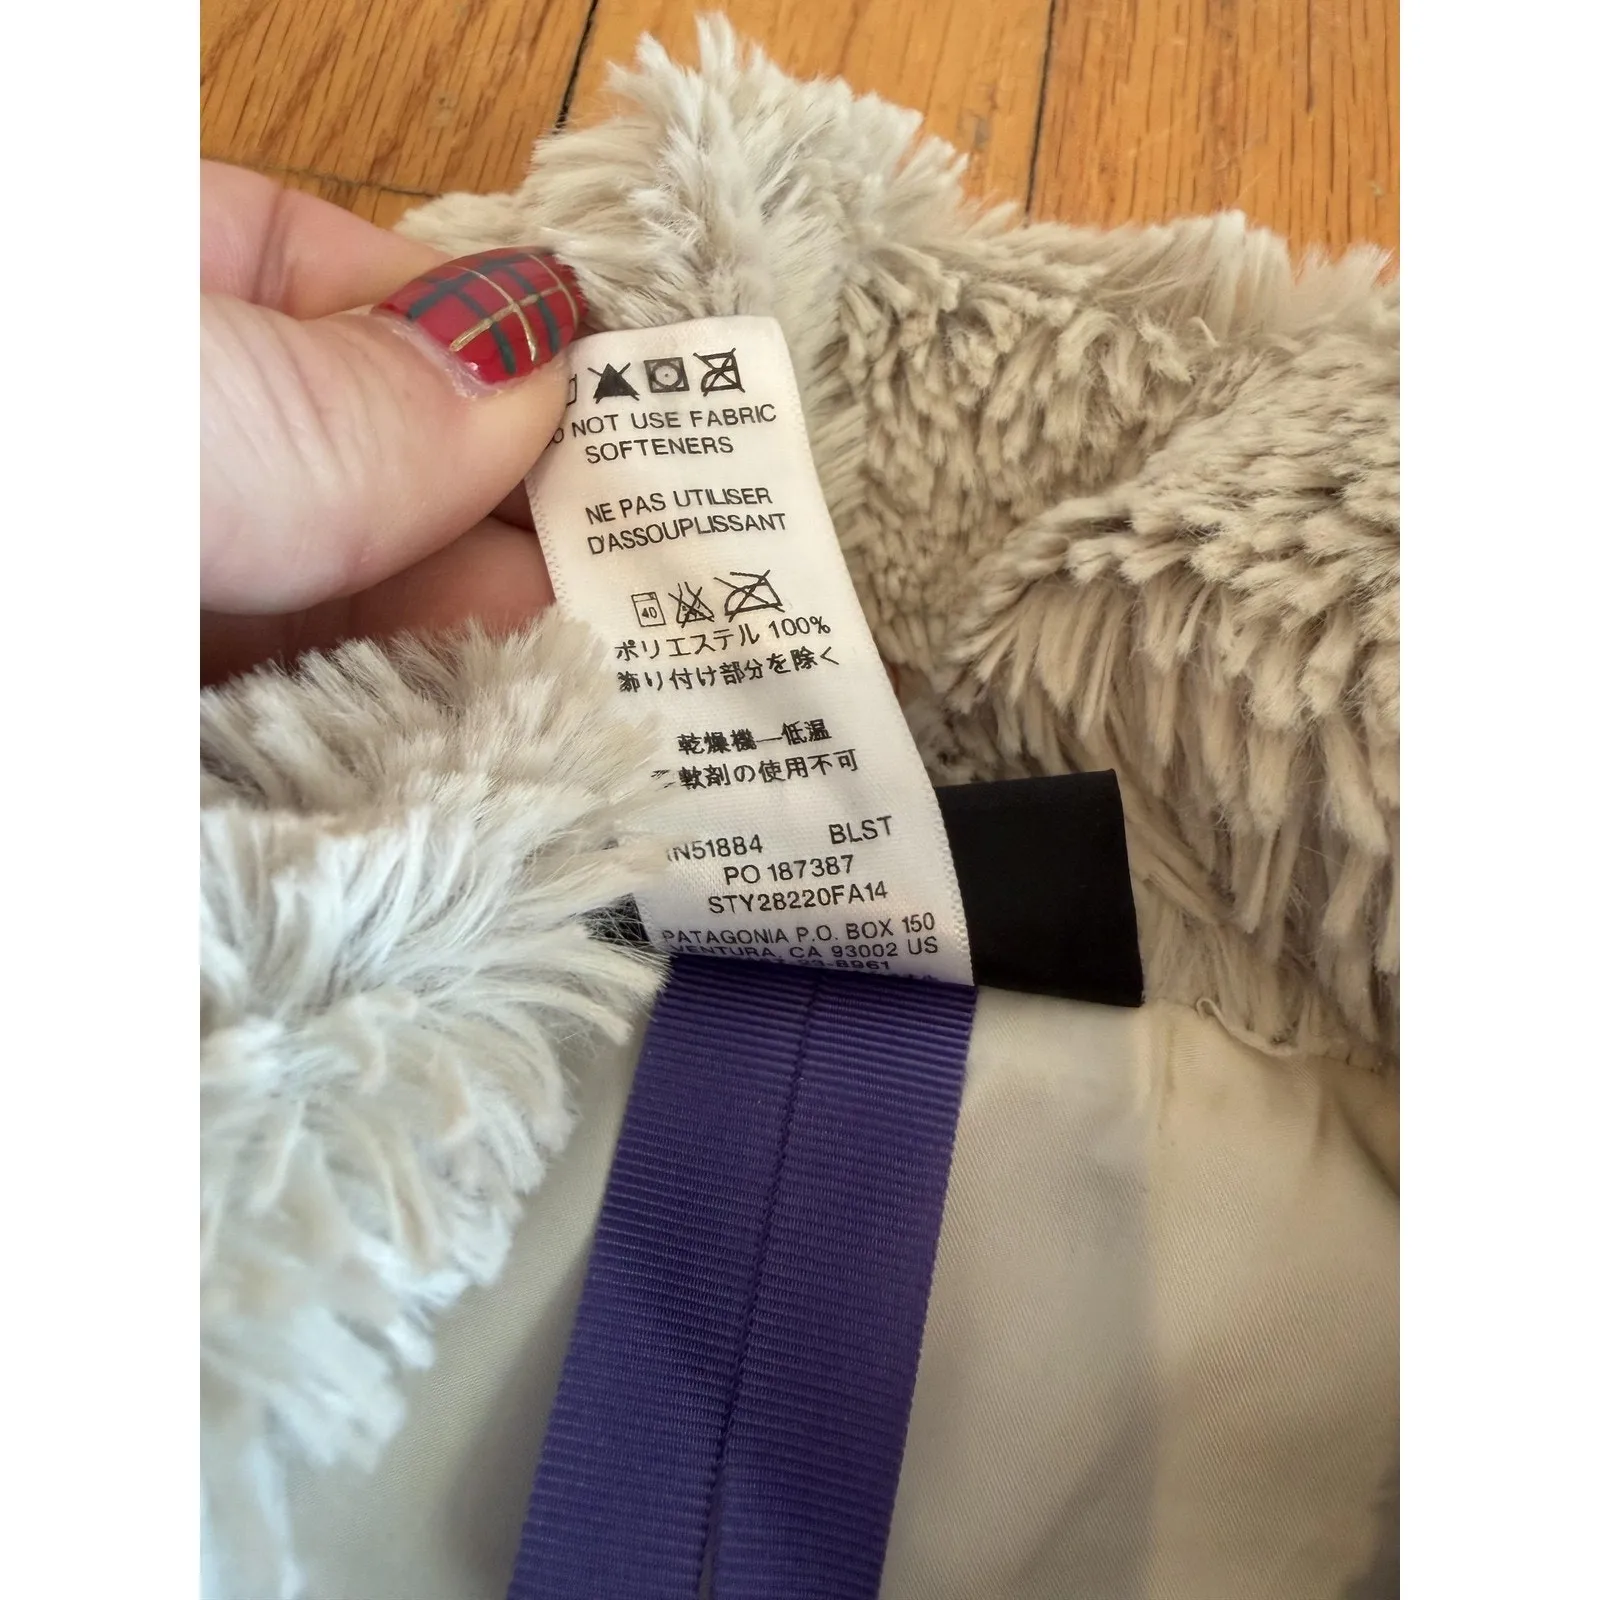 NOT USE FABRIC
SOFTENERS
NE PAS UTILISER
D'ASSOUPLISSANT
40
ポリエステル 100%
飾り付け部分を除く
乾燥機—低温
軟剤の使用不可
RN51884 BLST
PO 187387
STY28220FA14
PATAGONIA P.O. BOX 150
VENTURA, CA 93002 US